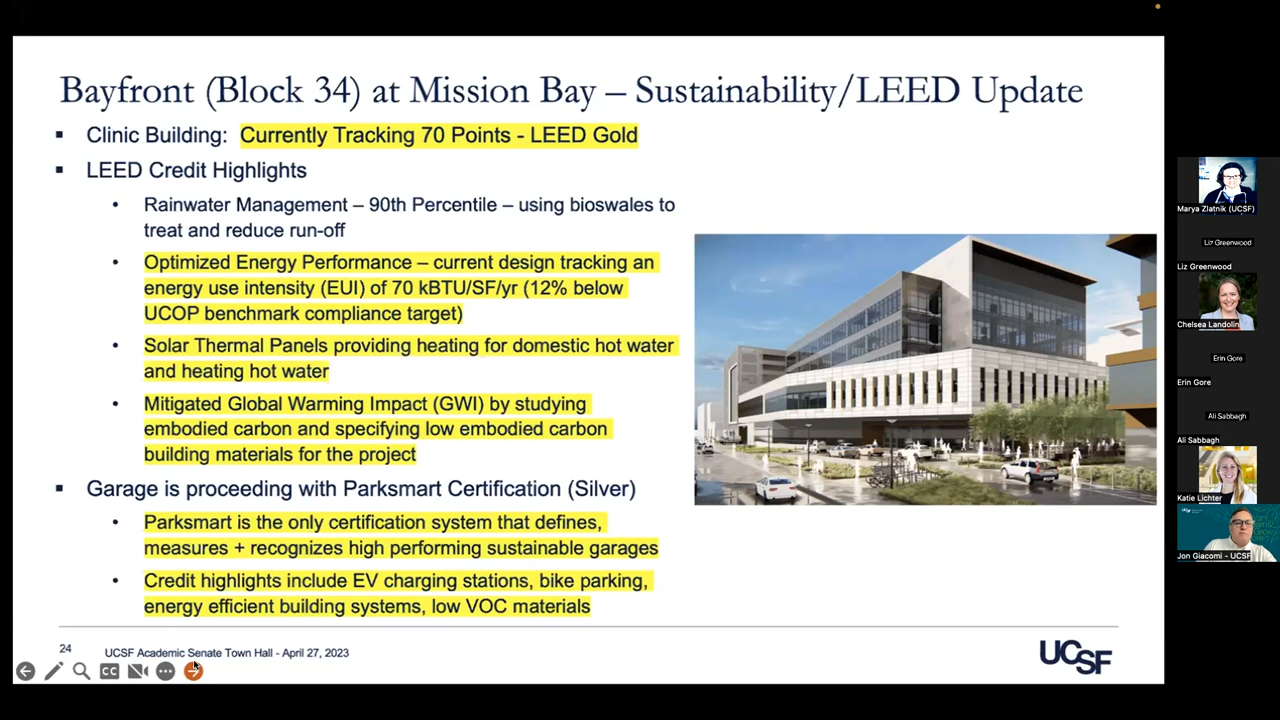 Bayfront (Block 34) at Mission Bay – Sustainability/LEED Update
▪ Clinic Building: Currently Tracking 70 Points - LEED Gold
▪ LEED Credit Highlights
• Rainwater Management – 90th Percentile – using bioswales to
treat and reduce run-off
• Optimized Energy Performance – current design tracking an
energy use intensity (EUI) of 70 kBTU/SF/yr (12% below
UCOP benchmark compliance target)
• Solar Thermal Panels providing heating for domestic hot water
and heating hot water
• Mitigated Global Warming Impact (GWI) by studying
embodied carbon and specifying low embodied carbon
building materials for the project
▪ Garage is proceeding with Parksmart Certification (Silver)
• Parksmart is the only certification system that defines,
measures + recognizes high performing sustainable garages
• Credit highlights include EV charging stations, bike parking,
energy efficient building systems, low VOC materials
24
UCSF Academic Senate Town Hall - April 27, 2023
UCSF
CC
Marya Zlatnik (UCSF)
Liz Greenwood
Liz Greenwood
Chelsea Landolin
Erin Gore
Erin Gore
Ali Sabbagh
Ali Sabbagh
Katie Lichter
Jon Giacomi - UCSF